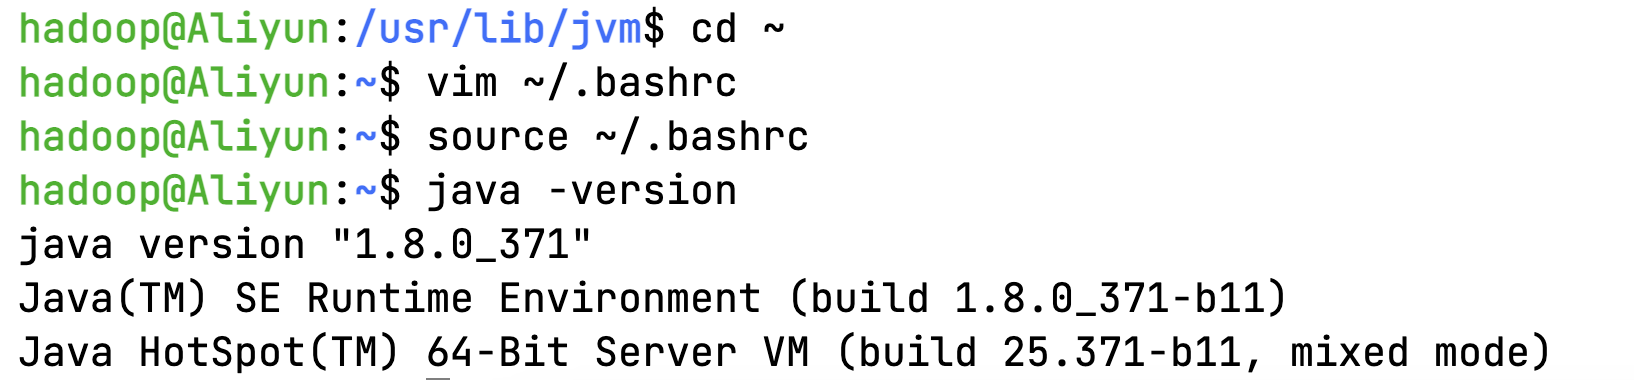 hadoop@Aliyun:/usr/lib/jvm$ cd ~
hadoop@Aliyun:~$ vim ~/.bashrc
hadoop@Aliyun:~$ source ~/.bashrc
hadoop@Aliyun:~$ java -version
java version "1.8.0_371"
Java(TM) SE Runtime Environment (build 1.8.0_371-b11)
Java HotSpot(TM) 64-Bit Server VM (build 25.371-b11, mixed mode)